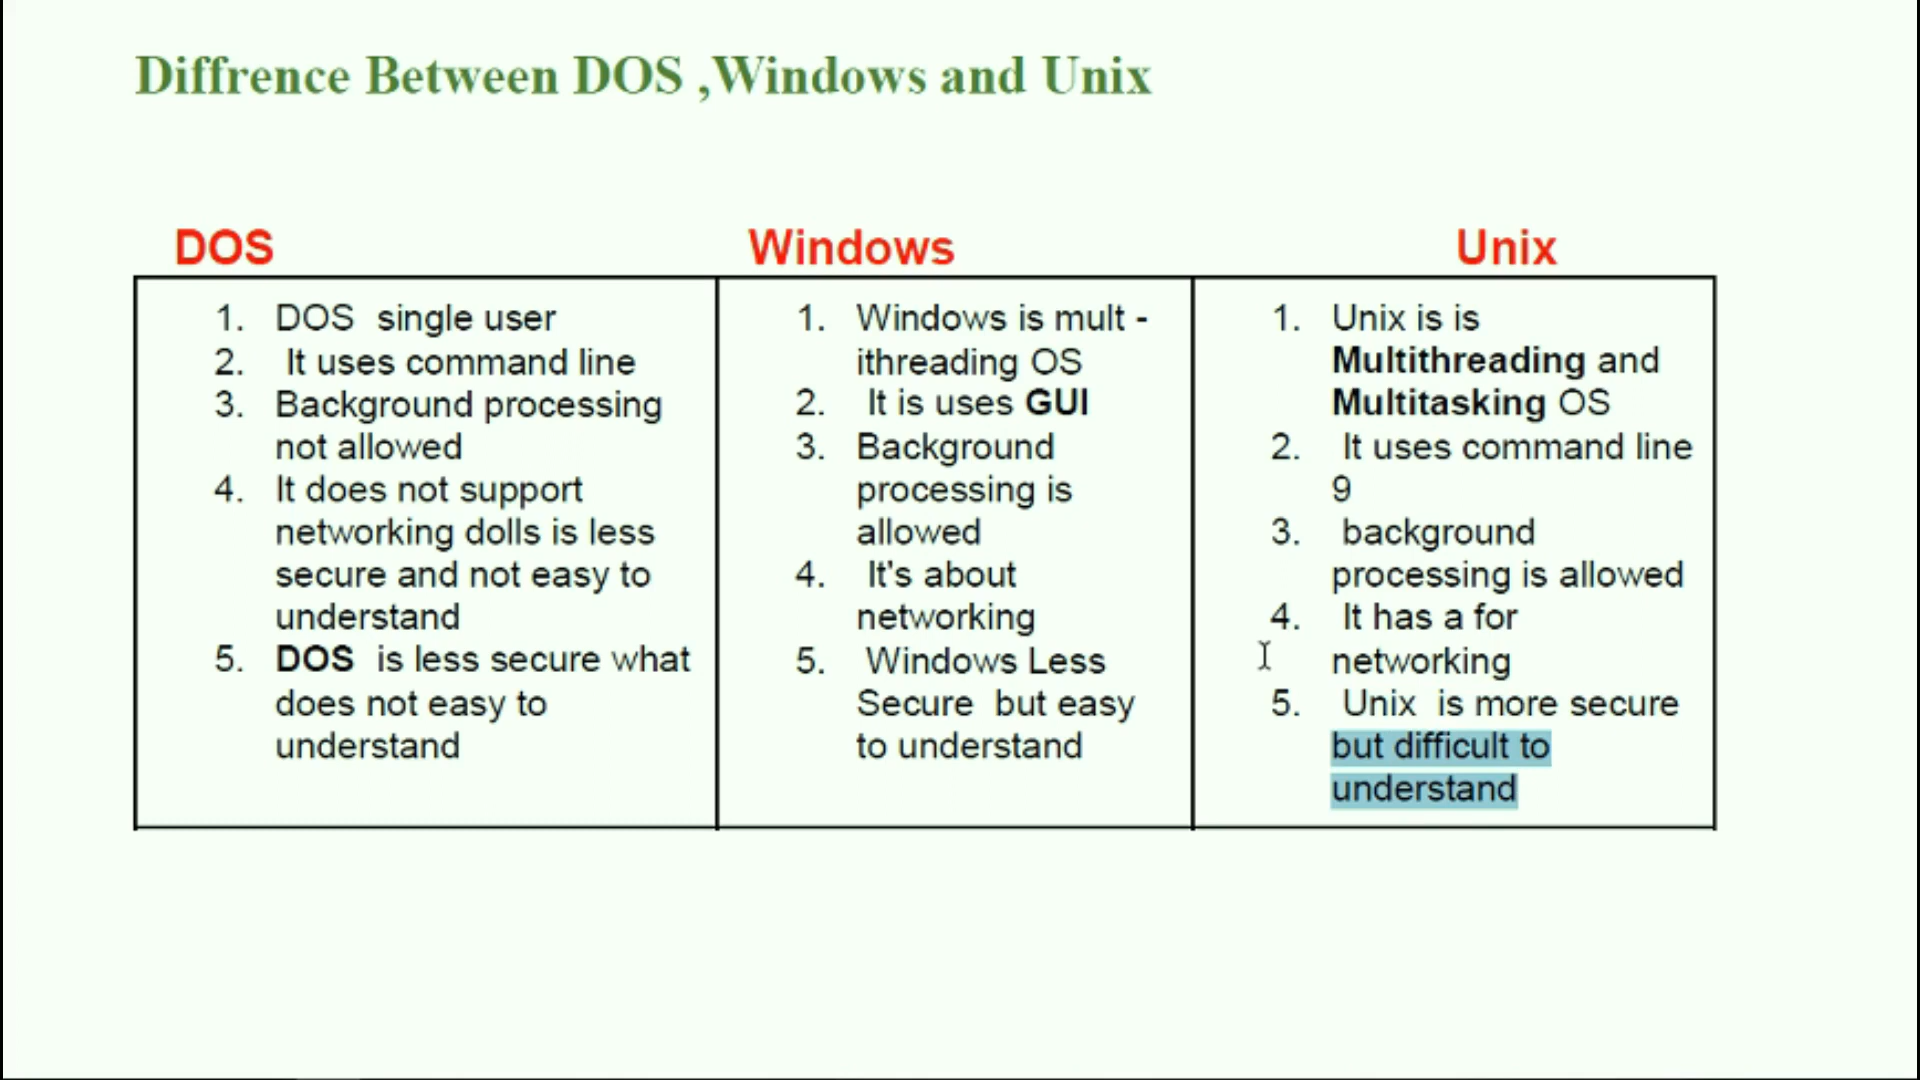 Diffrence Between DOS ,Windows and Unix
DOS
1. DOS single user
2. It uses command line
3. Background processing
not allowed
4. It does not support
networking dolls is less
secure and not easy to
understand
5. DOS is less secure what
does not easy to
understand
Windows
1. Windows is mult -
ithreading OS
2. It is uses GUI
3. Background
processing is
allowed
4. It's about
networking
5. Windows Less
Secure but easy
to understand
Unix
1. Unix is is
Multithreading and
Multitasking OS
2. It uses command line
9
3. background
processing is allowed
4. It has a for
networking
5. Unix is more secure
but difficult to
understand